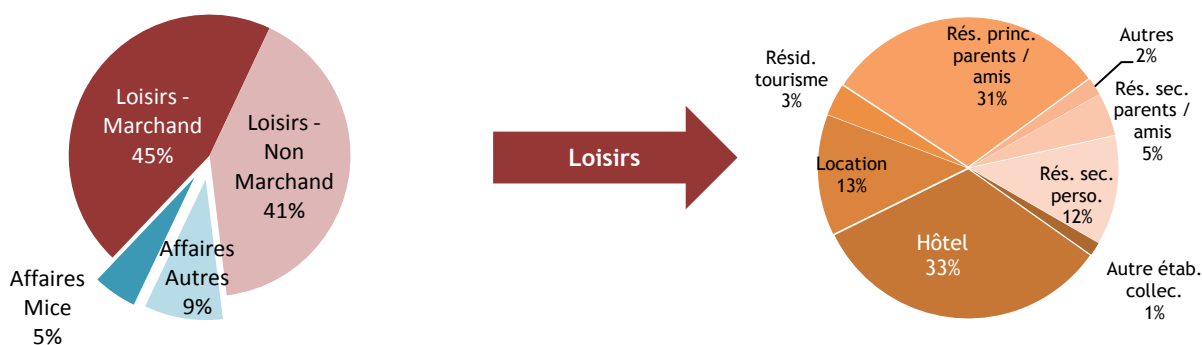 Loisirs -
Marchand
45%
Loisirs -
Non
Marchand
41%
Affaires
Autres
9%
Affaires
Mice
5%
Loisirs
Rés. princ.
parents /
amis
31%
Autres
2%
Rés. sec.
parents /
amis
5%
Rés. sec.
perso.
12%
Autre étab.
collec.
1%
Hôtel
33%
Location
13%
Résid.
tourisme
3%